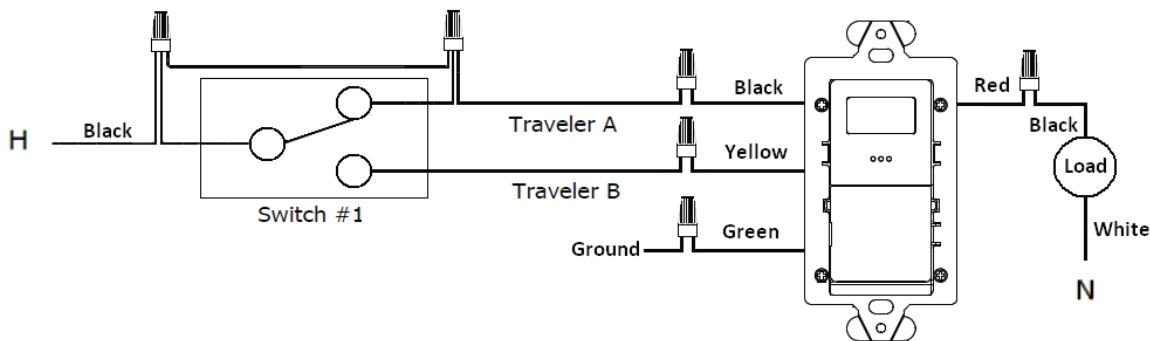 H
Black
Switch #1
Traveler A
Traveler B
Black
Yellow
Ground
Green
Red
Black
Load
White
N